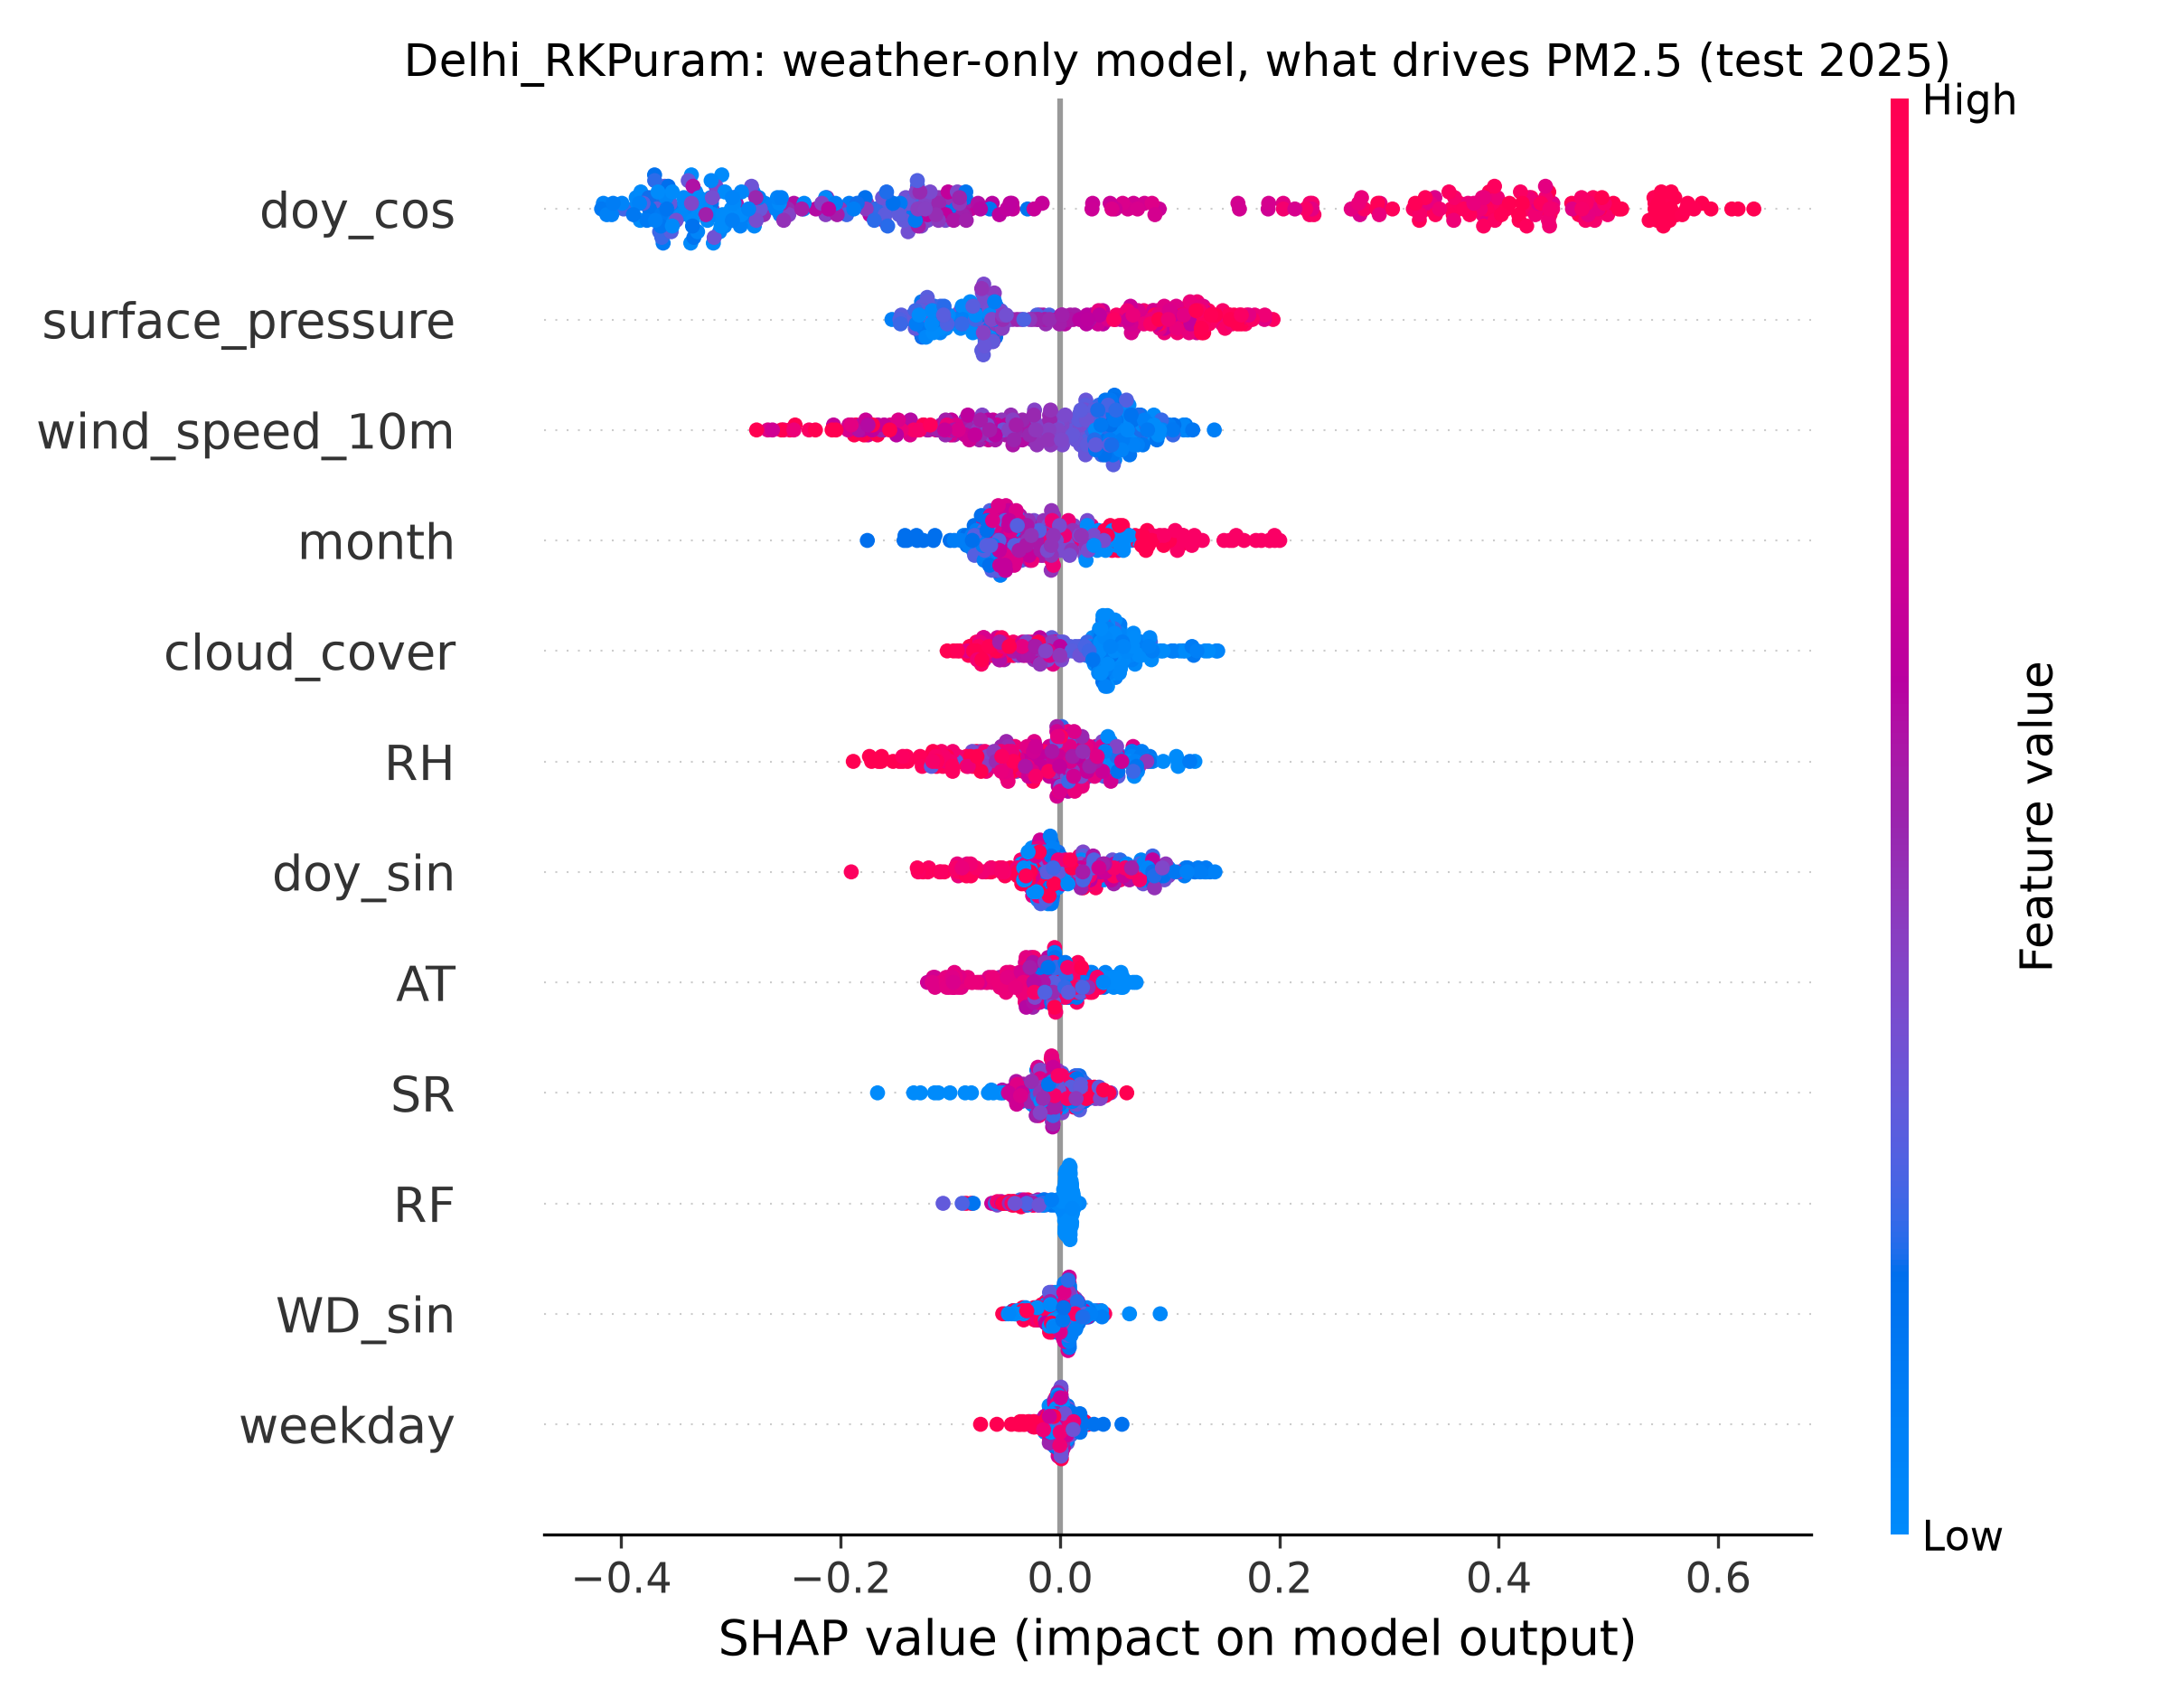 Delhi_RKPuram: weather-only model, what drives PM2.5 (test 2025)
High
doy_cos
surface_pressure
wind_speed_10m
month
cloud_cover
RH
doy_sin
AT
SR
RF
WD_sin
weekday
Feature value
Low
−0.4 −0.2 0.0 0.2 0.4 0.6
SHAP value (impact on model output)